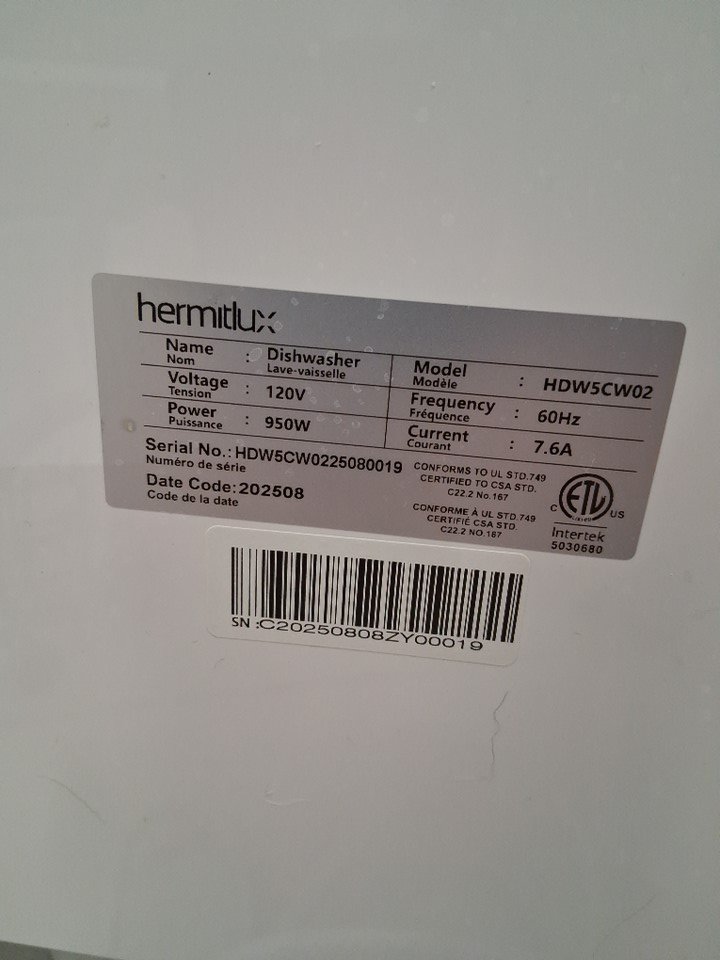 hermitlux
Name : Dishwasher
Nom Lave-vaisselle
Model : HDW5CW02
Modèle
Voltage : 120V
Tension
Frequency : 60Hz
Fréquence
Power : 950W
Puissance
Current : 7.6A
Courant
Serial No.: HDW5CW0225080019
Numéro de série
Date Code: 202508
Code de la date
CONFORMS TO UL STD.749
CERTIFIED TO CSA STD.
C22.2 No.167
CONFORME À UL STD.749
CERTIFIÉ CSA STD.
C22.2 NO.167
C ETL US
Intertek
5030680
SN :C20250808ZY00019